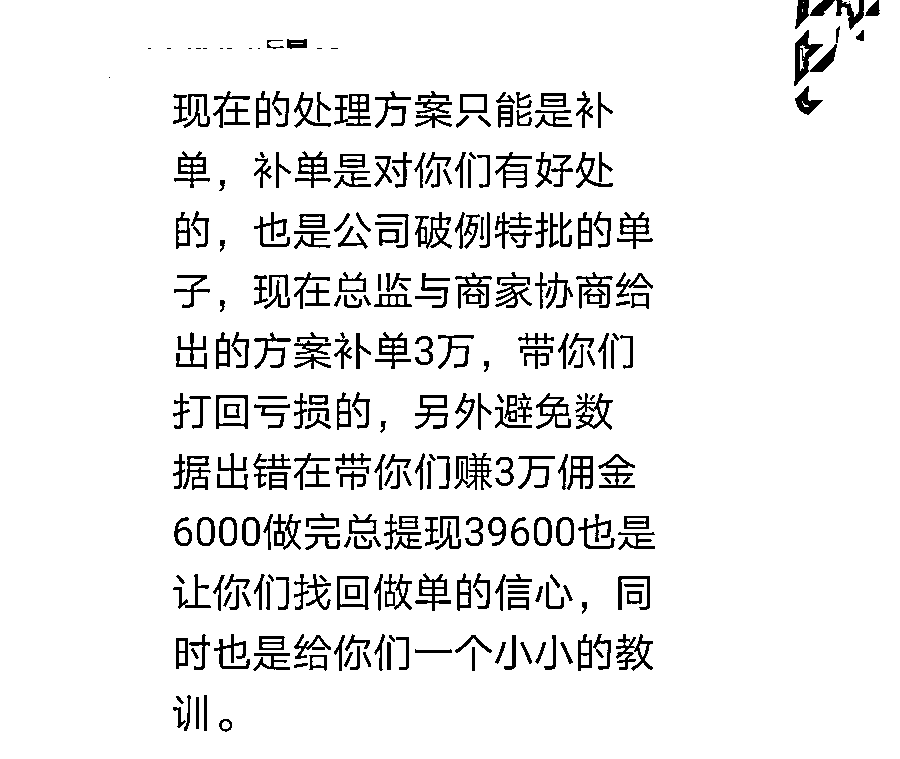 现在的处理方案只能是补
单，补单是对你们有好处
的，也是公司破例特批的单
子，现在总监与商家协商给
出的方案补单3万，带你们
打回亏损的，另外避免数
据出错在带你们赚3万佣金
6000做完总提现39600也是
让你们找回做单的信心，同
时也是给你们一个小小的教
训。